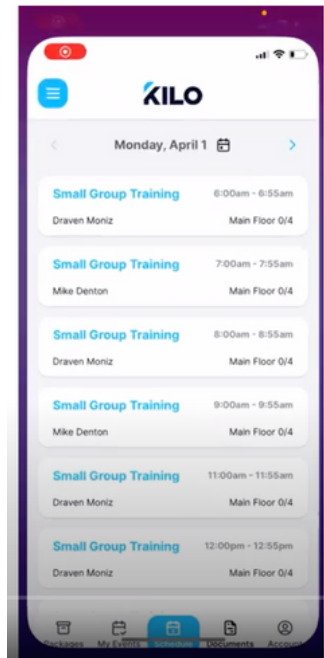 KILO
Monday, April 1
Small Group Training 6:00am - 6:55am
Draven Moniz Main Floor 0/4
Small Group Training 7:00am - 7:55am
Mike Denton Main Floor 0/4
Small Group Training 8:00am - 8:55am
Draven Moniz Main Floor 0/4
Small Group Training 9:00am - 9:55am
Mike Denton Main Floor 0/4
Small Group Training 11:00am - 11:55am
Draven Moniz Main Floor 0/4
Small Group Training 12:00pm - 12:55pm
Draven Moniz Main Floor 0/4
Packages My Events Schedule Documents Account